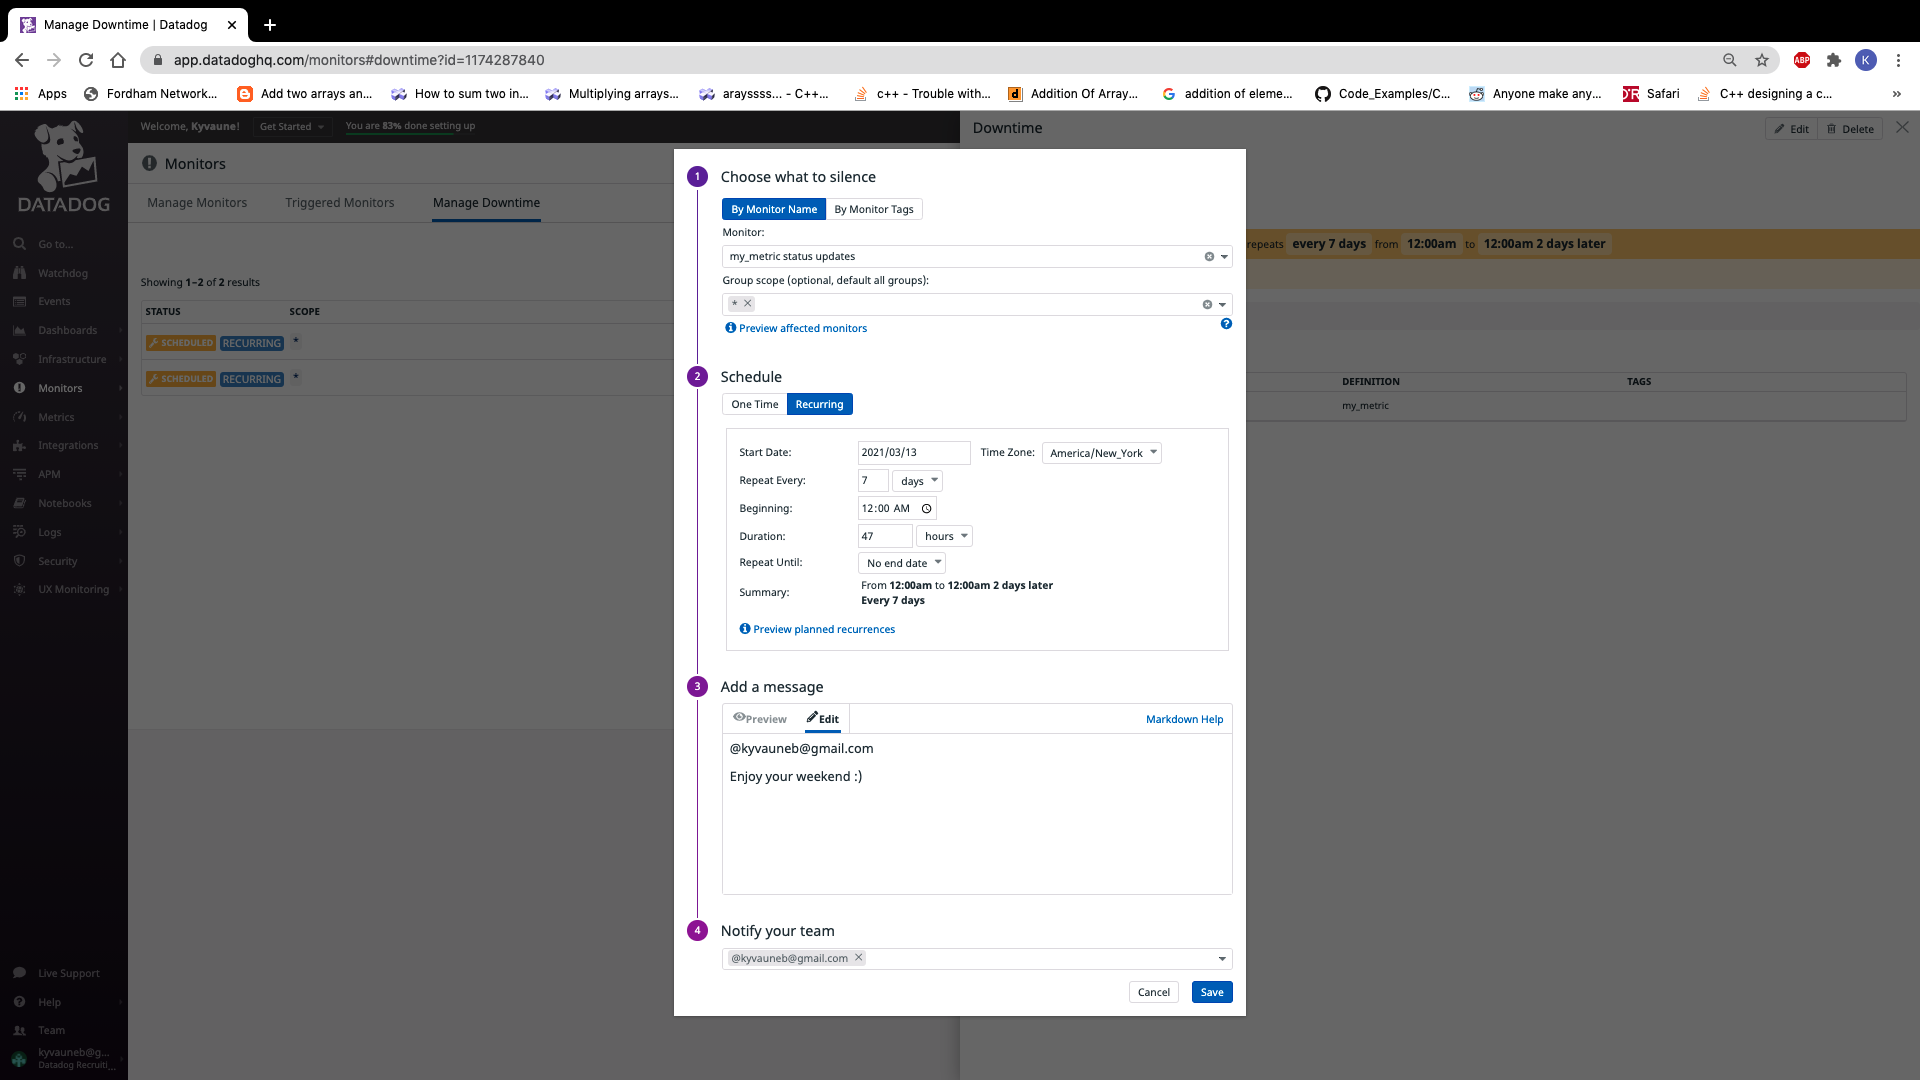 Manage Downtime | Datadog
app.datadoghq.com/monitors#downtime?id=1174287840
ABP
K
Apps
Fordham Network...
Add two arrays an...
How to sum two in...
Multiplying arrays...
arayssss... - C++...
c++ - Trouble with...
Addition Of Array...
addition of eleme...
Code_Examples/C...
Anyone make any...
Safari
C++ designing a c...
DATADOG
Go to...
Watchdog
Events
Dashboards
Infrastructure
Monitors
Metrics
Integrations
APM
Notebooks
Logs
Security
UX Monitoring
Live Support
Help
Team
kyvauneb@g...
Datadog Recruiti...
Welcome, Kyvaune!
Get Started
You are 83% done setting up
Monitors
Manage Monitors
Triggered Monitors
Manage Downtime
Showing 1–2 of 2 results
STATUS SCOPE
SCHEDULED RECURRING *
SCHEDULED RECURRING *
Downtime
Edit
Delete
repeats every 7 days from 12:00am to 12:00am 2 days later
DEFINITION TAGS
my_metric
1 Choose what to silence
By Monitor Name By Monitor Tags
Monitor:
my_metric status updates
Group scope (optional, default all groups):
*
Preview affected monitors
2 Schedule
One Time Recurring
Start Date: 2021/03/13 Time Zone: America/New_York
Repeat Every: 7 days
Beginning: 12:00 AM
Duration: 47 hours
Repeat Until: No end date
Summary: From 12:00am to 12:00am 2 days later
Every 7 days
Preview planned recurrences
3 Add a message
Preview Edit Markdown Help
@kyvauneb@gmail.com
Enjoy your weekend :)
4 Notify your team
@kyvauneb@gmail.com
Cancel Save